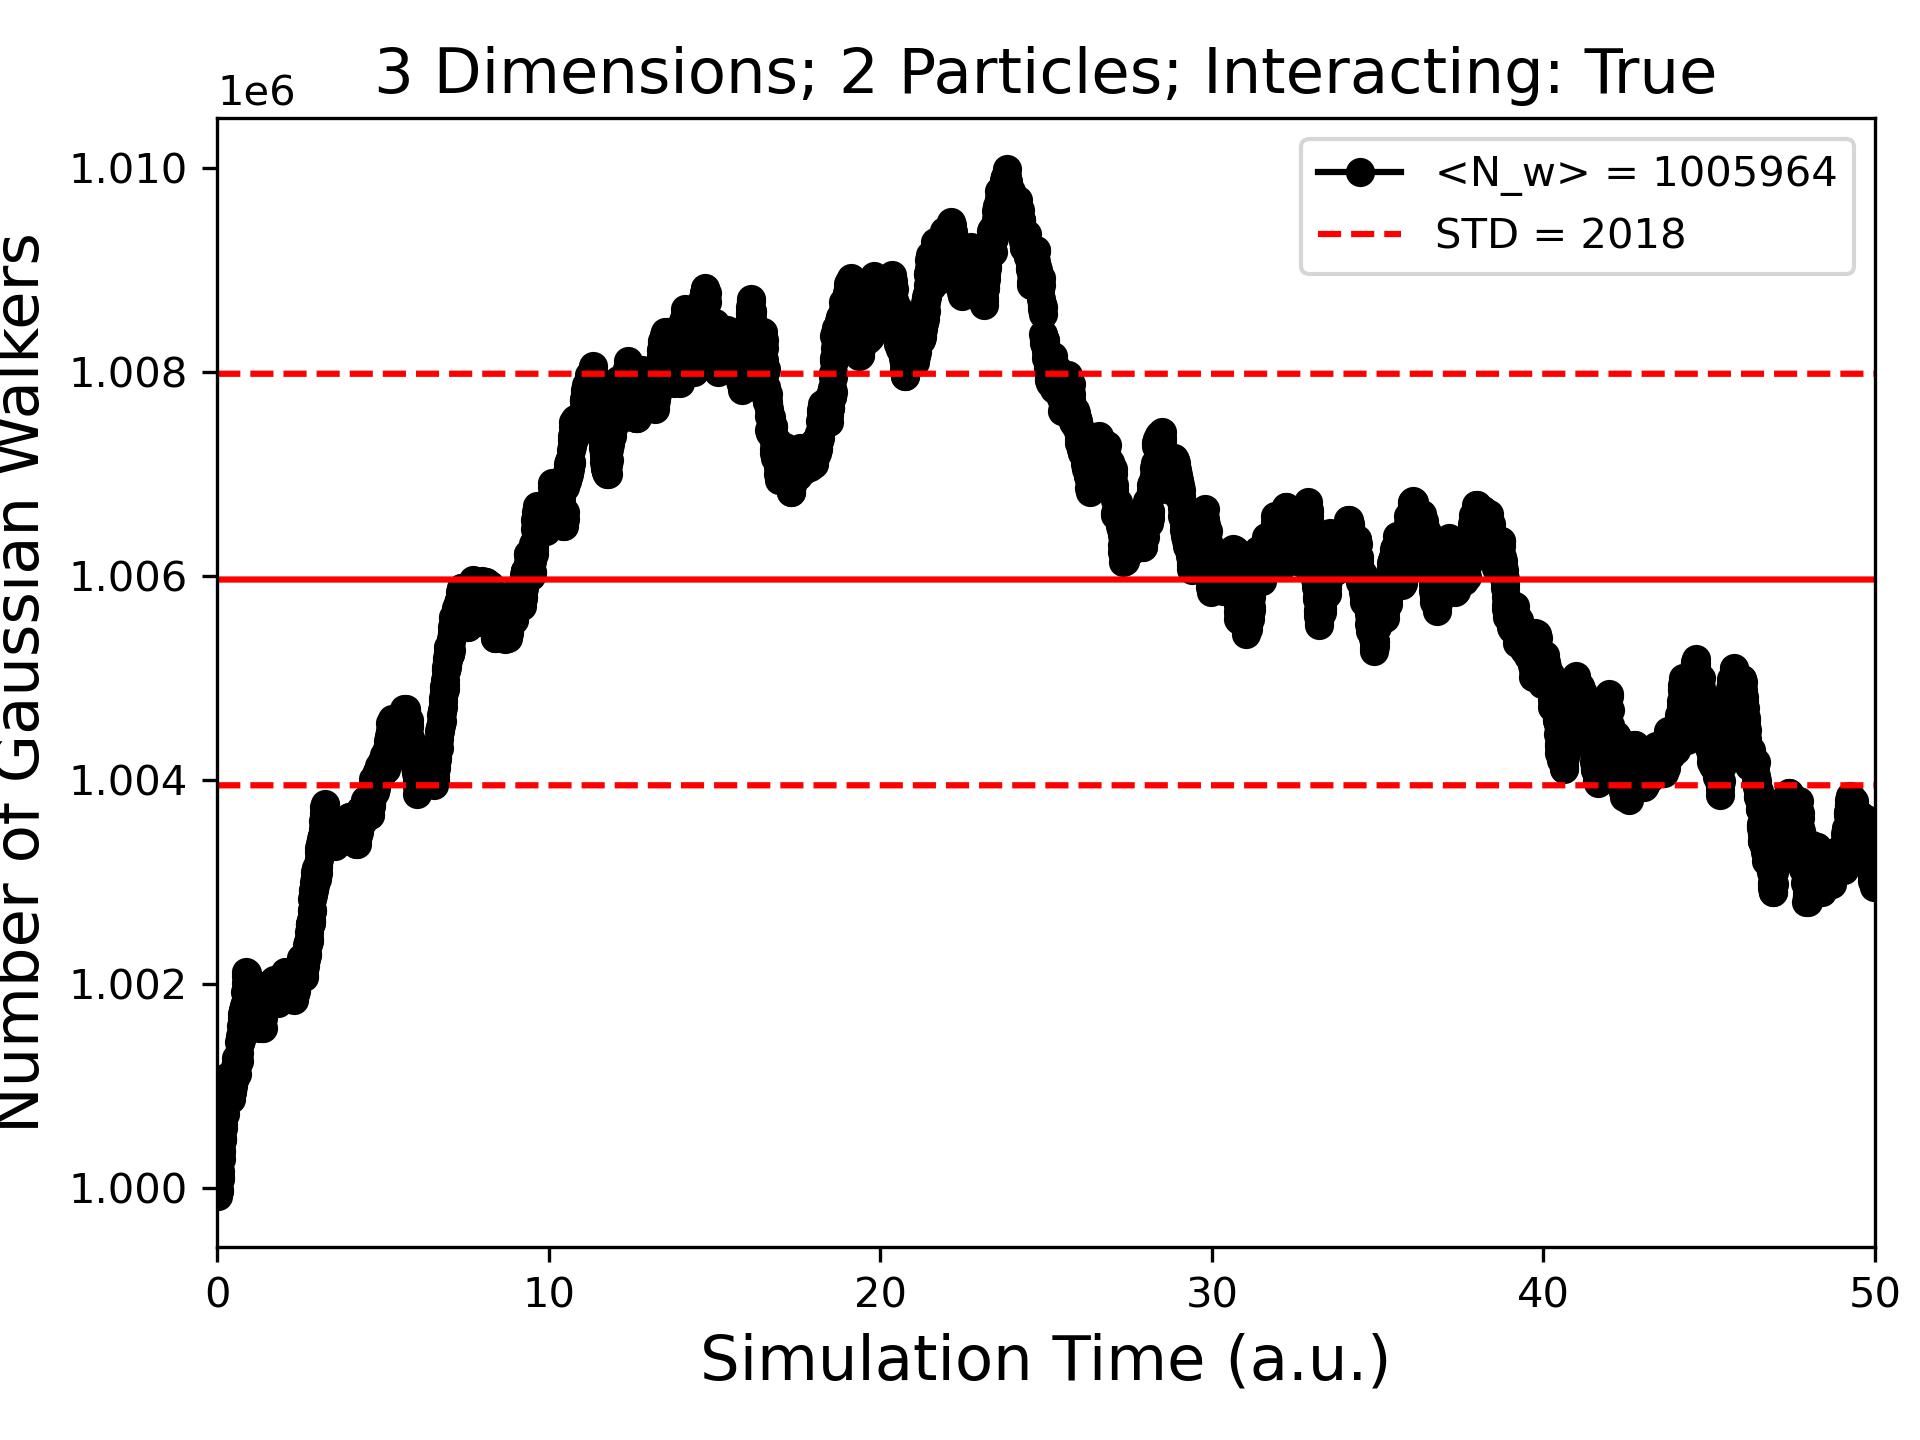 3 Dimensions; 2 Particles; Interacting: True
1e6
<N_w> = 1005964
STD = 2018
1.010
1.008
1.006
1.004
1.002
1.000
Number of Gaussian Walkers
0 10 20 30 40 50
Simulation Time (a.u.)